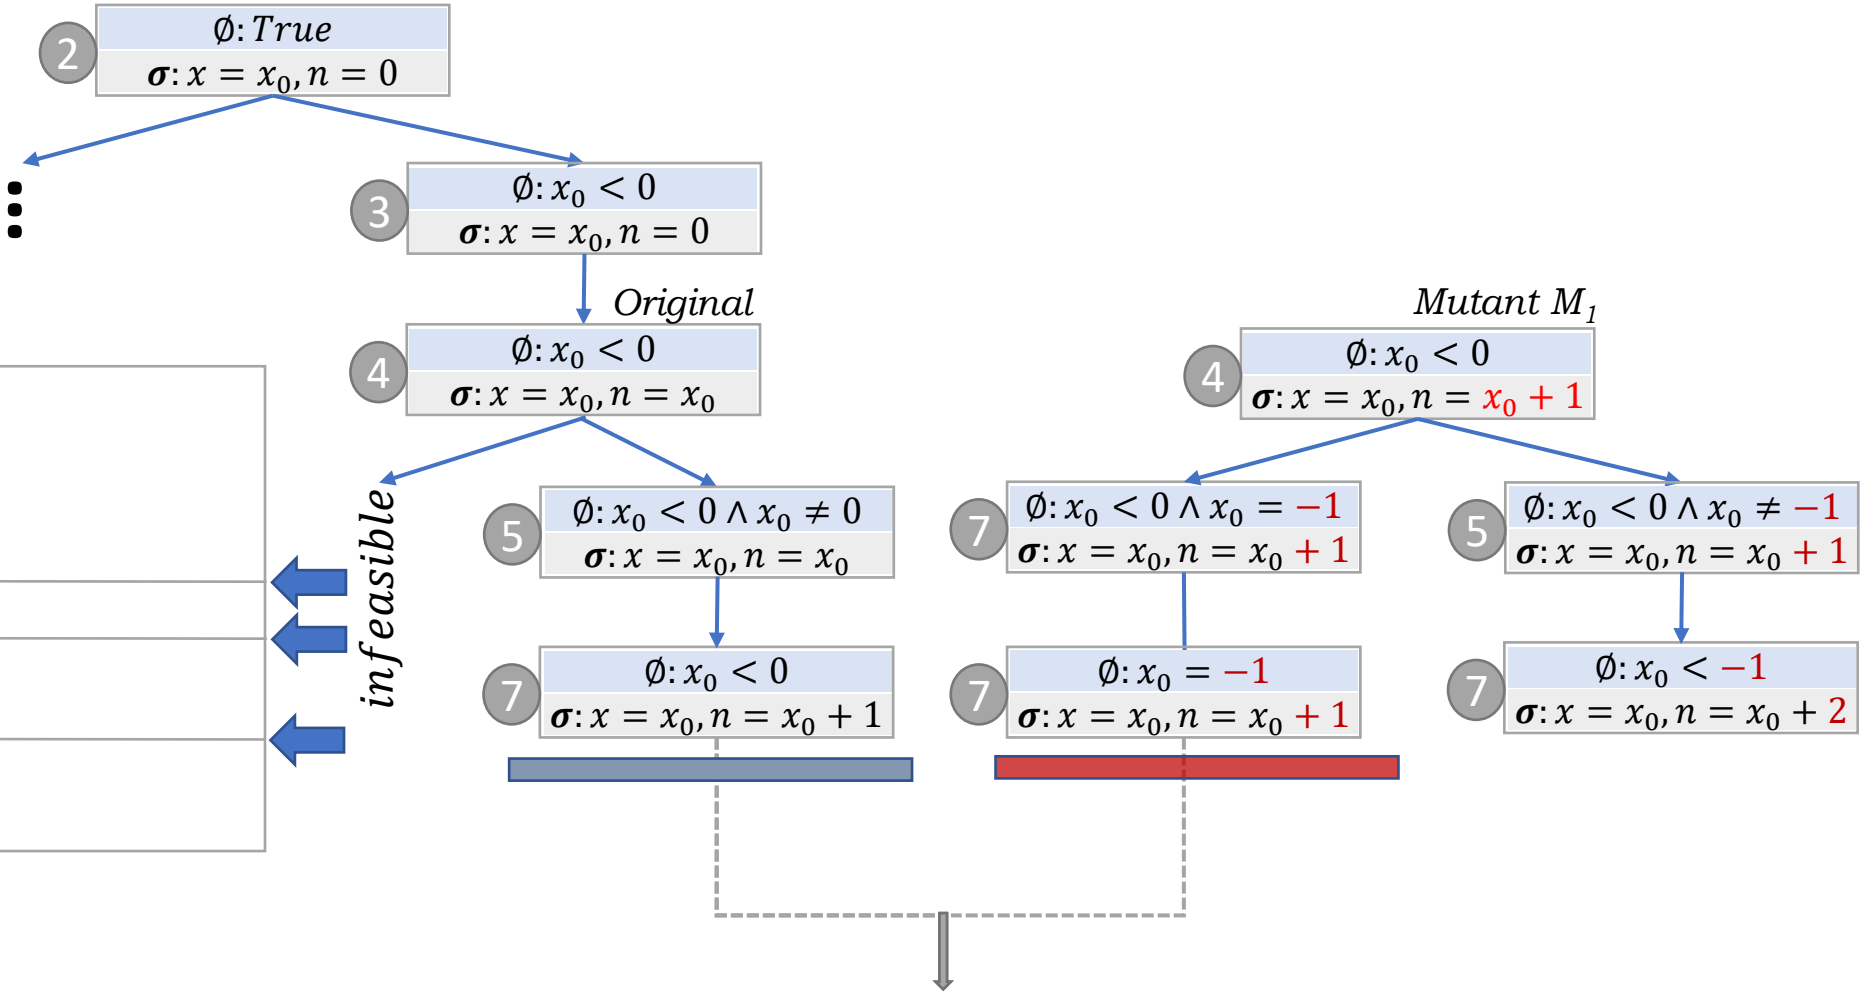 2
∅: True
σ: x = x₀, n = 0
⋮
3
∅: x₀ < 0
σ: x = x₀, n = 0
Original
4
∅: x₀ < 0
σ: x = x₀, n = x₀
Mutant M₁
4
∅: x₀ < 0
σ: x = x₀, n = x₀ + 1
infeasible
5
∅: x₀ < 0 ∧ x₀ ≠ 0
σ: x = x₀, n = x₀
7
∅: x₀ < 0 ∧ x₀ = −1
σ: x = x₀, n = x₀ + 1
5
∅: x₀ < 0 ∧ x₀ ≠ −1
σ: x = x₀, n = x₀ + 1
7
∅: x₀ < 0
σ: x = x₀, n = x₀ + 1
7
∅: x₀ = −1
σ: x = x₀, n = x₀ + 1
7
∅: x₀ < −1
σ: x = x₀, n = x₀ + 2